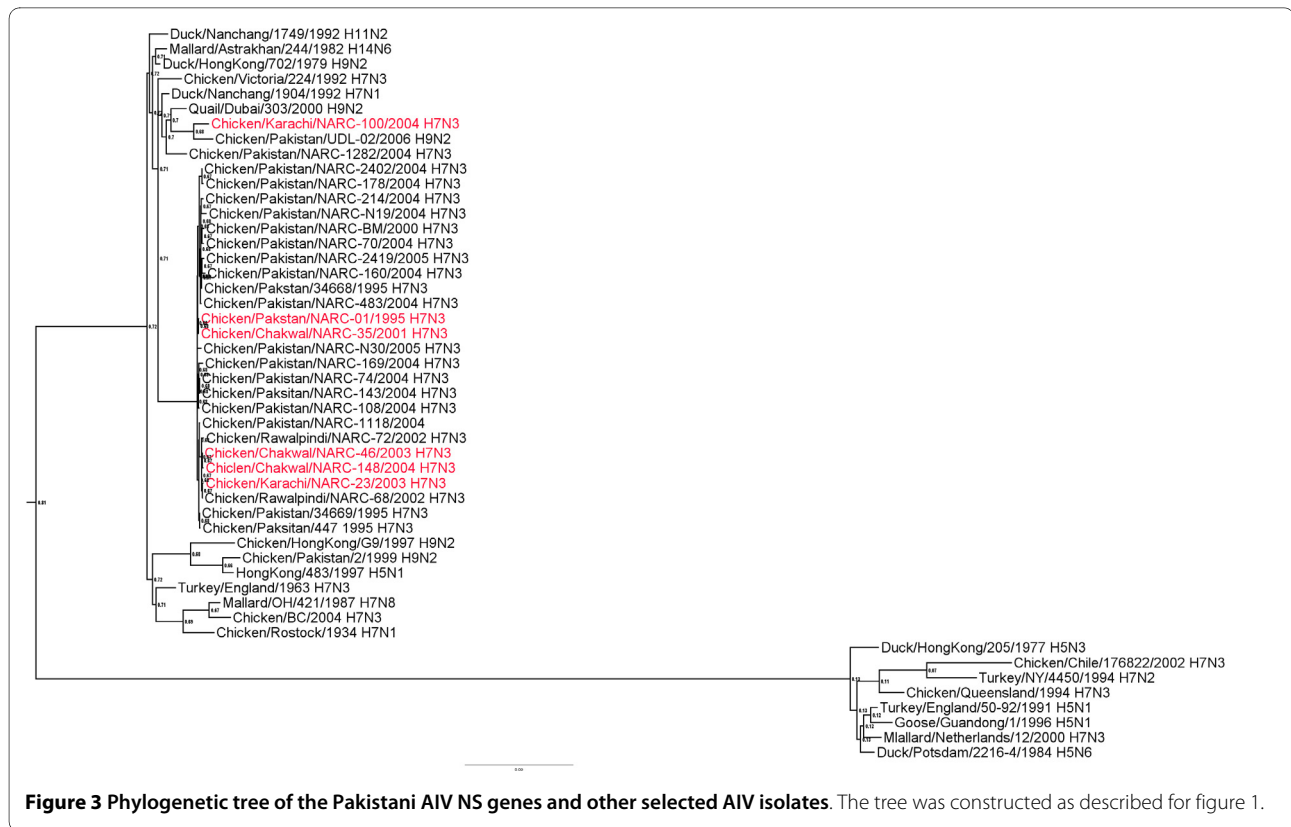 Duck/Nanchang/1749/1992 H11N2
Mallard/Astrakhan/244/1982 H14N6
Duck/HongKong/702/1979 H9N2
Chicken/Victoria/224/1992 H7N3
Duck/Nanchang/1904/1992 H7N1
Quail/Dubai/303/2000 H9N2
Chicken/Karachi/NARC-100/2004 H7N3
Chicken/Pakistan/UDL-02/2006 H9N2
Chicken/Pakistan/NARC-1282/2004 H7N3
Chicken/Pakistan/NARC-2402/2004 H7N3
Chicken/Pakistan/NARC-178/2004 H7N3
Chicken/Pakistan/NARC-214/2004 H7N3
Chicken/Pakistan/NARC-N19/2004 H7N3
Chicken/Pakistan/NARC-BM/2000 H7N3
Chicken/Pakistan/NARC-70/2004 H7N3
Chicken/Pakistan/NARC-2419/2005 H7N3
Chicken/Pakistan/NARC-160/2004 H7N3
Chicken/Pakstan/34668/1995 H7N3
Chicken/Pakistan/NARC-483/2004 H7N3
Chicken/Pakstan/NARC-01/1995 H7N3
Chicken/Chakwal/NARC-35/2001 H7N3
Chicken/Pakistan/NARC-N30/2005 H7N3
Chicken/Pakistan/NARC-169/2004 H7N3
Chicken/Pakistan/NARC-74/2004 H7N3
Chicken/Paksitan/NARC-143/2004 H7N3
Chicken/Pakistan/NARC-108/2004 H7N3
Chicken/Pakistan/NARC-1118/2004
Chicken/Rawalpindi/NARC-72/2002 H7N3
Chicken/Chakwal/NARC-46/2003 H7N3
Chiclen/Chakwal/NARC-148/2004 H7N3
Chicken/Karachi/NARC-23/2003 H7N3
Chicken/Rawalpindi/NARC-68/2002 H7N3
Chicken/Pakistan/34669/1995 H7N3
Chicken/Paksitan/447 1995 H7N3
Chicken/HongKong/G9/1997 H9N2
Chicken/Pakistan/2/1999 H9N2
HongKong/483/1997 H5N1
Turkey/England/1963 H7N3
Mallard/OH/421/1987 H7N8
Chicken/BC/2004 H7N3
Chicken/Rostock/1934 H7N1
Duck/HongKong/205/1977 H5N3
Chicken/Chile/176822/2002 H7N3
Turkey/NY/4450/1994 H7N2
Chicken/Queensland/1994 H7N3
Turkey/England/50-92/1991 H5N1
Goose/Guandong/1/1996 H5N1
Mlallard/Netherlands/12/2000 H7N3
Duck/Potsdam/2216-4/1984 H5N6
Figure 3 Phylogenetic tree of the Pakistani AIV NS genes and other selected AIV isolates. The tree was constructed as described for figure 1.